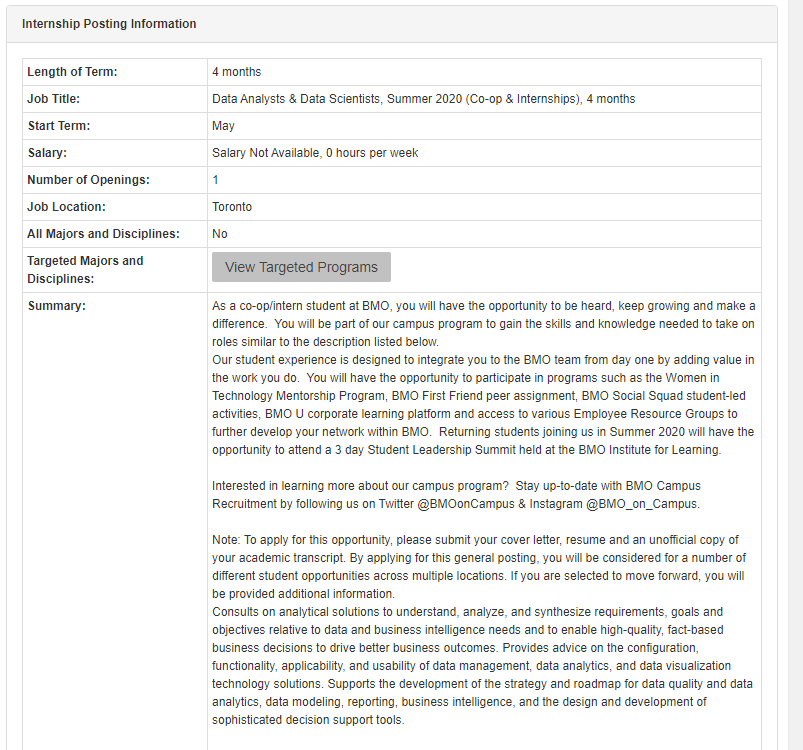 Internship Posting Information
Length of Term: 4 months
Job Title: Data Analysts & Data Scientists, Summer 2020 (Co-op & Internships), 4 months
Start Term: May
Salary: Salary Not Available, 0 hours per week
Number of Openings: 1
Job Location: Toronto
All Majors and Disciplines: No
Targeted Majors and
Disciplines:
View Targeted Programs
Summary:
As a co-op/intern student at BMO, you will have the opportunity to be heard, keep growing and make a
difference.  You will be part of our campus program to gain the skills and knowledge needed to take on
roles similar to the description listed below.
Our student experience is designed to integrate you to the BMO team from day one by adding value in
the work you do.  You will have the opportunity to participate in programs such as the Women in
Technology Mentorship Program, BMO First Friend peer assignment, BMO Social Squad student-led
activities, BMO U corporate learning platform and access to various Employee Resource Groups to
further develop your network within BMO.  Returning students joining us in Summer 2020 will have the
opportunity to attend a 3 day Student Leadership Summit held at the BMO Institute for Learning.
Interested in learning more about our campus program?  Stay up-to-date with BMO Campus
Recruitment by following us on Twitter @BMOonCampus & Instagram @BMO_on_Campus.
Note: To apply for this opportunity, please submit your cover letter, resume and an unofficial copy of
your academic transcript. By applying for this general posting, you will be considered for a number of
different student opportunities across multiple locations. If you are selected to move forward, you will
be provided additional information.
Consults on analytical solutions to understand, analyze, and synthesize requirements, goals and
objectives relative to data and business intelligence needs and to enable high-quality, fact-based
business decisions to drive better business outcomes. Provides advice on the configuration,
functionality, applicability, and usability of data management, data analytics, and data visualization
technology solutions. Supports the development of the strategy and roadmap for data quality and data
analytics, data modeling, reporting, business intelligence, and the design and development of
sophisticated decision support tools.